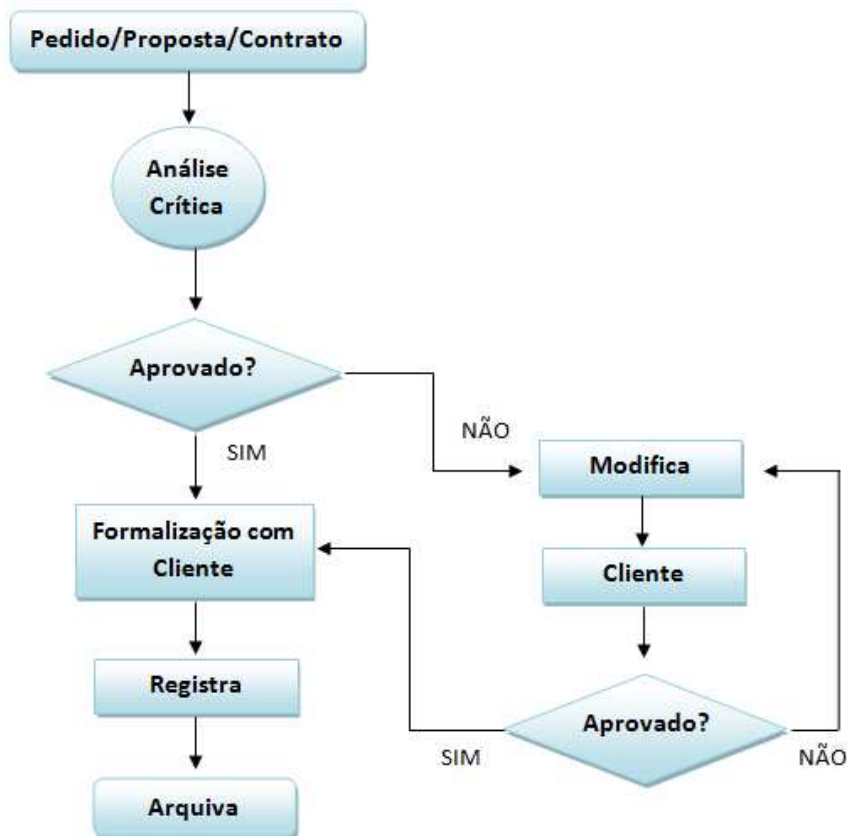 Pedido/Proposta/Contrato
Análise
Crítica
Aprovado?
SIM
NÃO
Modifica
Formalização com
Cliente
Cliente
Registra
Aprovado?
SIM
NÃO
Arquiva